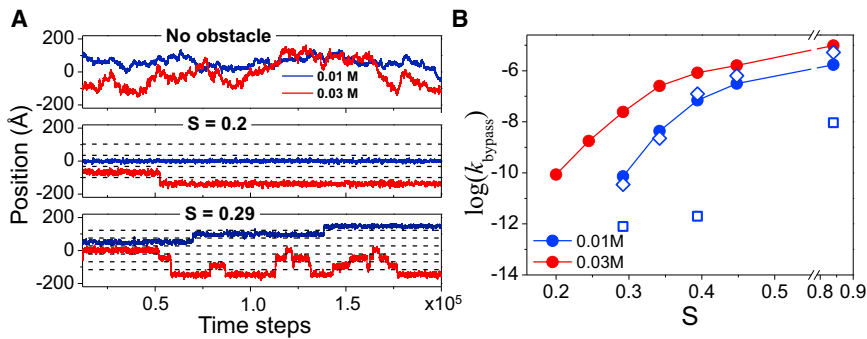 A
No obstacle
0.01 M
0.03 M
S = 0.2
S = 0.29
Position (Å)
200
0
-200
200
0
-200
200
0
-200
0.5
1.0
1.5
x10⁵
Time steps
B
log(k_bypass)
-6
-8
-10
-12
-14
0.01M
0.03M
0.2
0.3
0.4
0.5
0.8
0.9
S